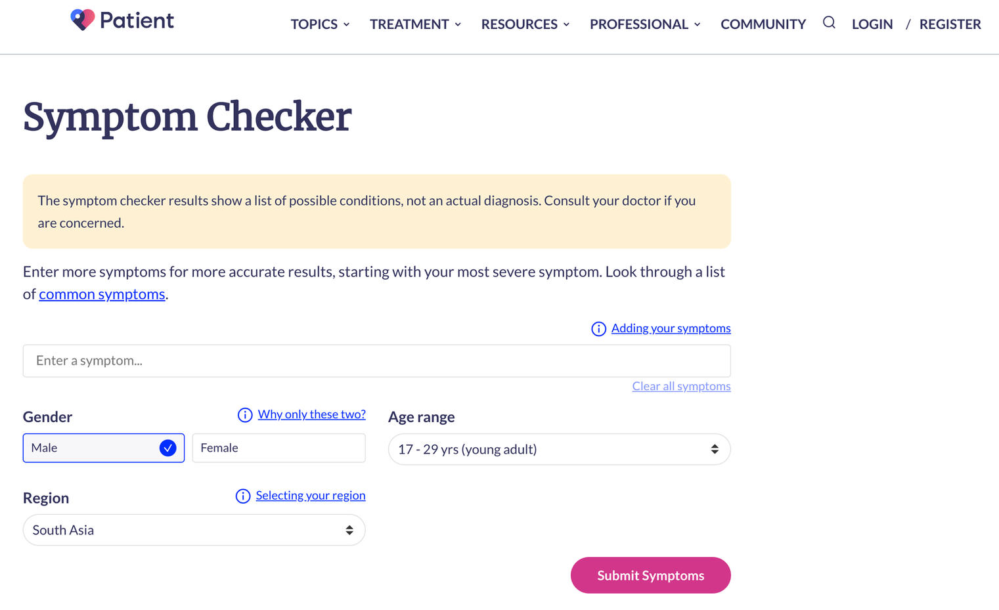 Patient
TOPICS TREATMENT RESOURCES PROFESSIONAL COMMUNITY LOGIN / REGISTER
Symptom Checker
The symptom checker results show a list of possible conditions, not an actual diagnosis. Consult your doctor if you
are concerned.
Enter more symptoms for more accurate results, starting with your most severe symptom. Look through a list
of common symptoms.
Adding your symptoms
Enter a symptom...
Clear all symptoms
Gender Why only these two? Age range
Male Female 17 - 29 yrs (young adult)
Region Selecting your region
South Asia
Submit Symptoms